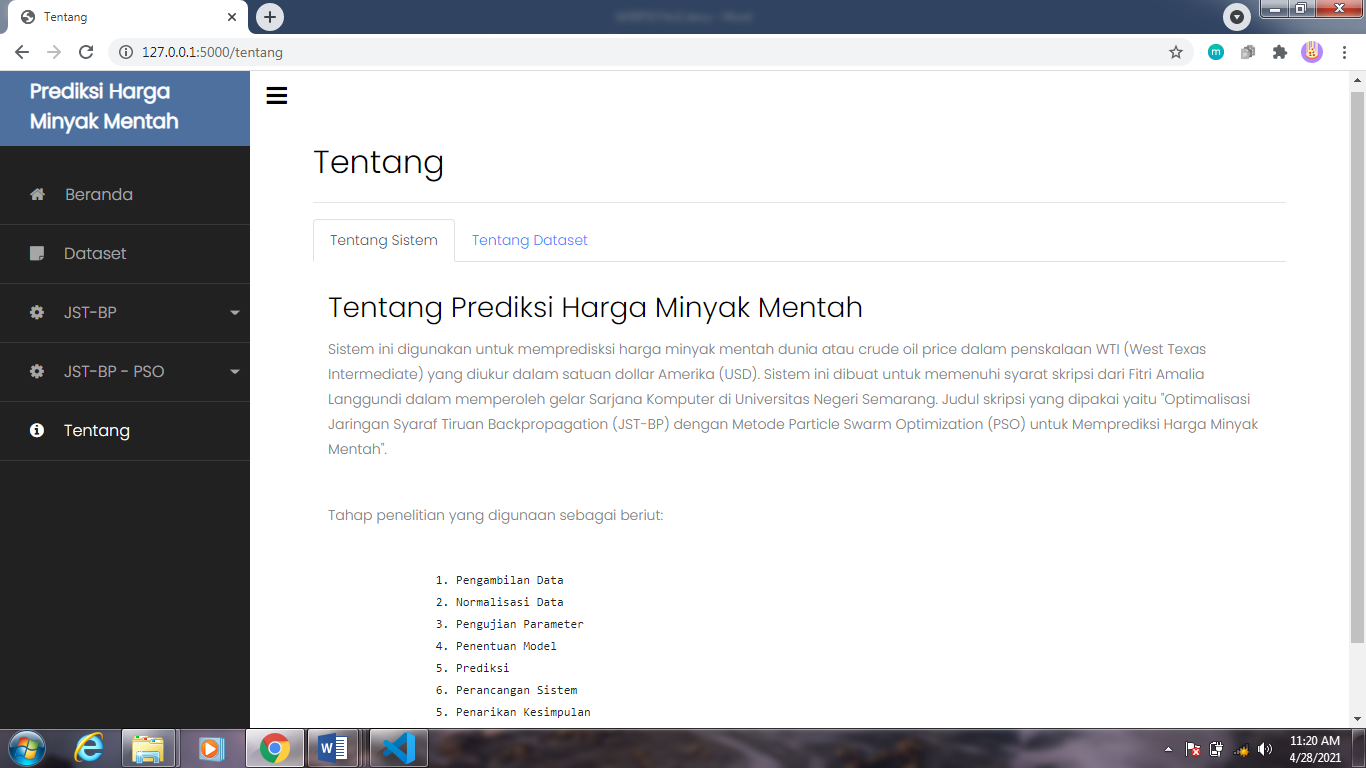 Tentang
127.0.0.1:5000/tentang
m
Prediksi Harga
Minyak Mentah
Beranda
Dataset
JST-BP
JST-BP - PSO
Tentang
Tentang
Tentang Sistem
Tentang Dataset
Tentang Prediksi Harga Minyak Mentah
Sistem ini digunakan untuk mempredisksi harga minyak mentah dunia atau crude oil price dalam penskalaan WTI (West Texas
Intermediate) yang diukur dalam satuan dollar Amerika (USD). Sistem ini dibuat untuk memenuhi syarat skripsi dari Fitri Amalia
Langgundi dalam memperoleh gelar Sarjana Komputer di Universitas Negeri Semarang. Judul skripsi yang dipakai yaitu "Optimalisasi
Jaringan Syaraf Tiruan Backpropagation (JST-BP) dengan Metode Particle Swarm Optimization (PSO) untuk Memprediksi Harga Minyak
Mentah".
Tahap penelitian yang digunaan sebagai beriut:
1. Pengambilan Data
2. Normalisasi Data
3. Pengujian Parameter
4. Penentuan Model
5. Prediksi
6. Perancangan Sistem
5. Penarikan Kesimpulan
11:20 AM
4/28/2021